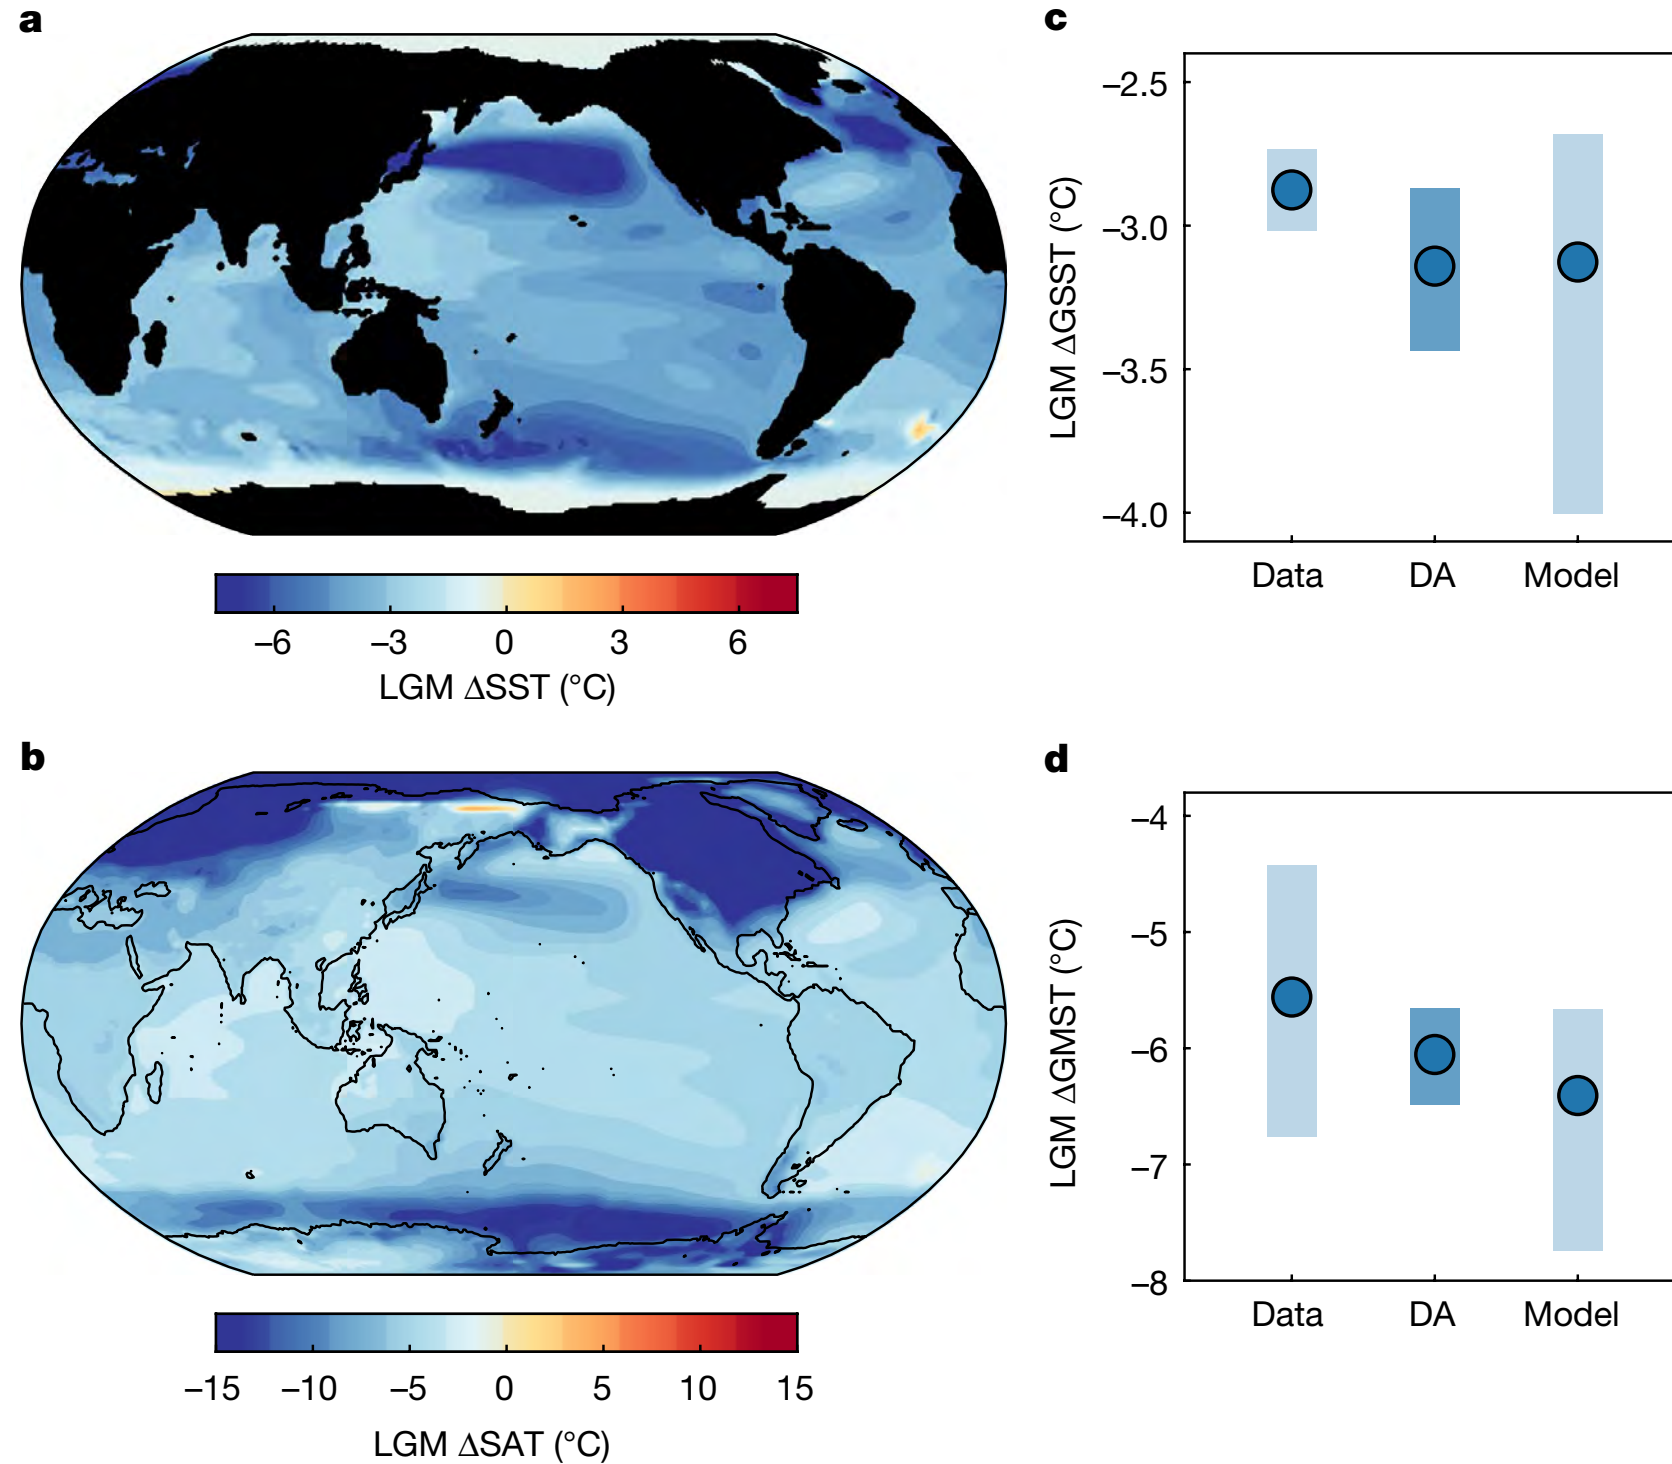 a
−6 −3 0 3 6
LGM ΔSST (°C)
b
−15 −10 −5 0 5 10 15
LGM ΔSAT (°C)
c
−2.5
−3.0
−3.5
−4.0
LGM ΔGSST (°C)
Data DA Model
d
−4
−5
−6
−7
−8
LGM ΔGMST (°C)
Data DA Model